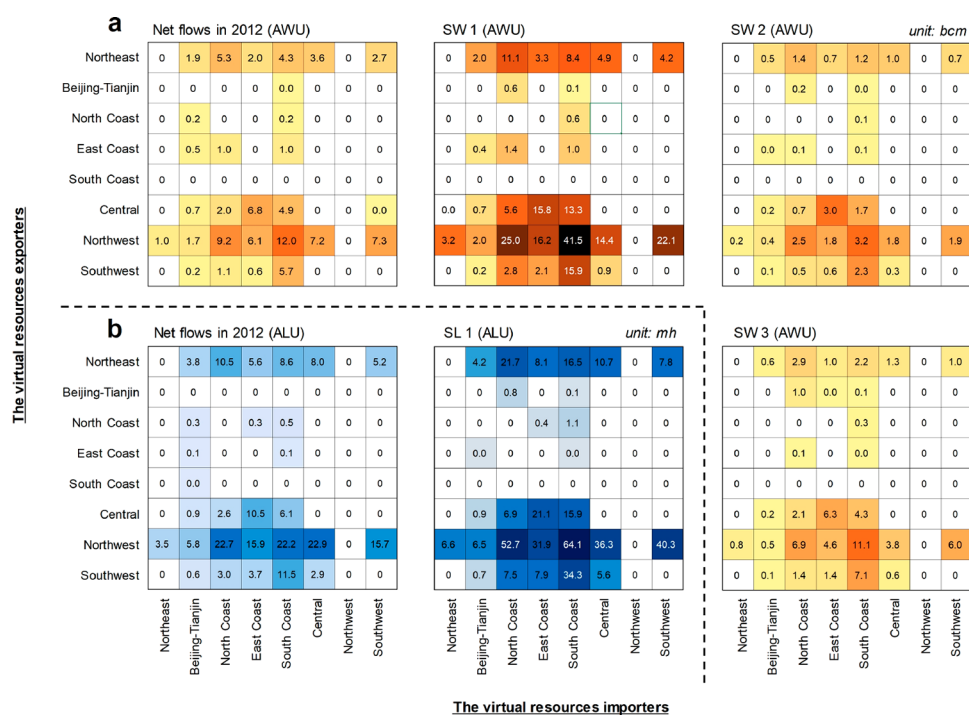 a
Net flows in 2012 (AWU) SW 1 (AWU) SW 2 (AWU) unit: bcm
Northeast 0 1.9 5.3 2.0 4.3 3.6 0 2.7 0 2.0 11.1 3.3 8.4 4.9 0 4.2 0 0.5 1.4 0.7 1.2 1.0 0 0.7
Beijing-Tianjin 0 0 0 0 0.0 0 0 0 0 0 0.6 0 0.1 0 0 0 0 0 0.2 0 0.0 0 0 0
North Coast 0 0.2 0 0 0.2 0 0 0 0 0 0 0 0.6 0 0 0 0 0 0 0 0.1 0 0 0
East Coast 0 0.5 1.0 0 1.0 0 0 0 0 0.4 1.4 0 1.0 0 0 0 0 0.0 0.1 0 0.1 0 0 0
South Coast 0 0 0 0 0 0 0 0 0 0 0 0 0 0 0 0 0 0 0 0 0 0 0 0
Central 0 0.7 2.0 6.8 4.9 0 0 0.0 0.0 0.7 5.6 15.8 13.3 0 0 0 0 0.2 0.7 3.0 1.7 0 0 0
Northwest 1.0 1.7 9.2 6.1 12.0 7.2 0 7.3 3.2 2.0 25.0 16.2 41.5 14.4 0 22.1 0.2 0.4 2.5 1.8 3.2 1.8 0 1.9
Southwest 0 0.2 1.1 0.6 5.7 0 0 0 0 0.2 2.8 2.1 15.9 0.9 0 0 0 0.1 0.5 0.6 2.3 0.3 0 0
The virtual resources exporters
b
Net flows in 2012 (ALU) SL 1 (ALU) unit: mh SW 3 (AWU)
Northeast 0 3.8 10.5 5.6 8.6 8.0 0 5.2 0 4.2 21.7 8.1 16.5 10.7 0 7.8 0 0.6 2.9 1.0 2.2 1.3 0 1.0
Beijing-Tianjin 0 0 0 0 0 0 0 0 0 0 0.8 0 0.1 0 0 0 0 0 1.0 0.0 0.1 0 0 0
North Coast 0 0.3 0 0.3 0.5 0 0 0 0 0 0 0.4 1.1 0 0 0 0 0 0 0 0.3 0 0 0
East Coast 0 0.1 0 0 0.1 0 0 0 0 0.0 0 0 0.0 0 0 0 0 0 0.1 0 0.0 0 0 0
South Coast 0 0.0 0 0 0 0 0 0 0 0 0 0 0 0 0 0 0 0 0 0 0 0 0 0
Central 0 0.9 2.6 10.5 6.1 0 0 0 0 0.9 6.9 21.1 15.9 0 0 0 0 0.2 2.1 6.3 4.3 0 0 0
Northwest 3.5 5.8 22.7 15.9 22.2 22.9 0 15.7 6.6 6.5 52.7 31.9 64.1 36.3 0 40.3 0.8 0.5 6.9 4.6 11.1 3.8 0 6.0
Southwest 0 0.6 3.0 3.7 11.5 2.9 0 0 0 0.7 7.5 7.9 34.3 5.6 0 0 0 0.1 1.4 1.4 7.1 0.6 0 0
Northeast Beijing-Tianjin North Coast East Coast South Coast Central Northwest Southwest Northeast Beijing-Tianjin North Coast East Coast South Coast Central Northwest Southwest Northeast Beijing-Tianjin North Coast East Coast South Coast Central Northwest Southwest
The virtual resources importers